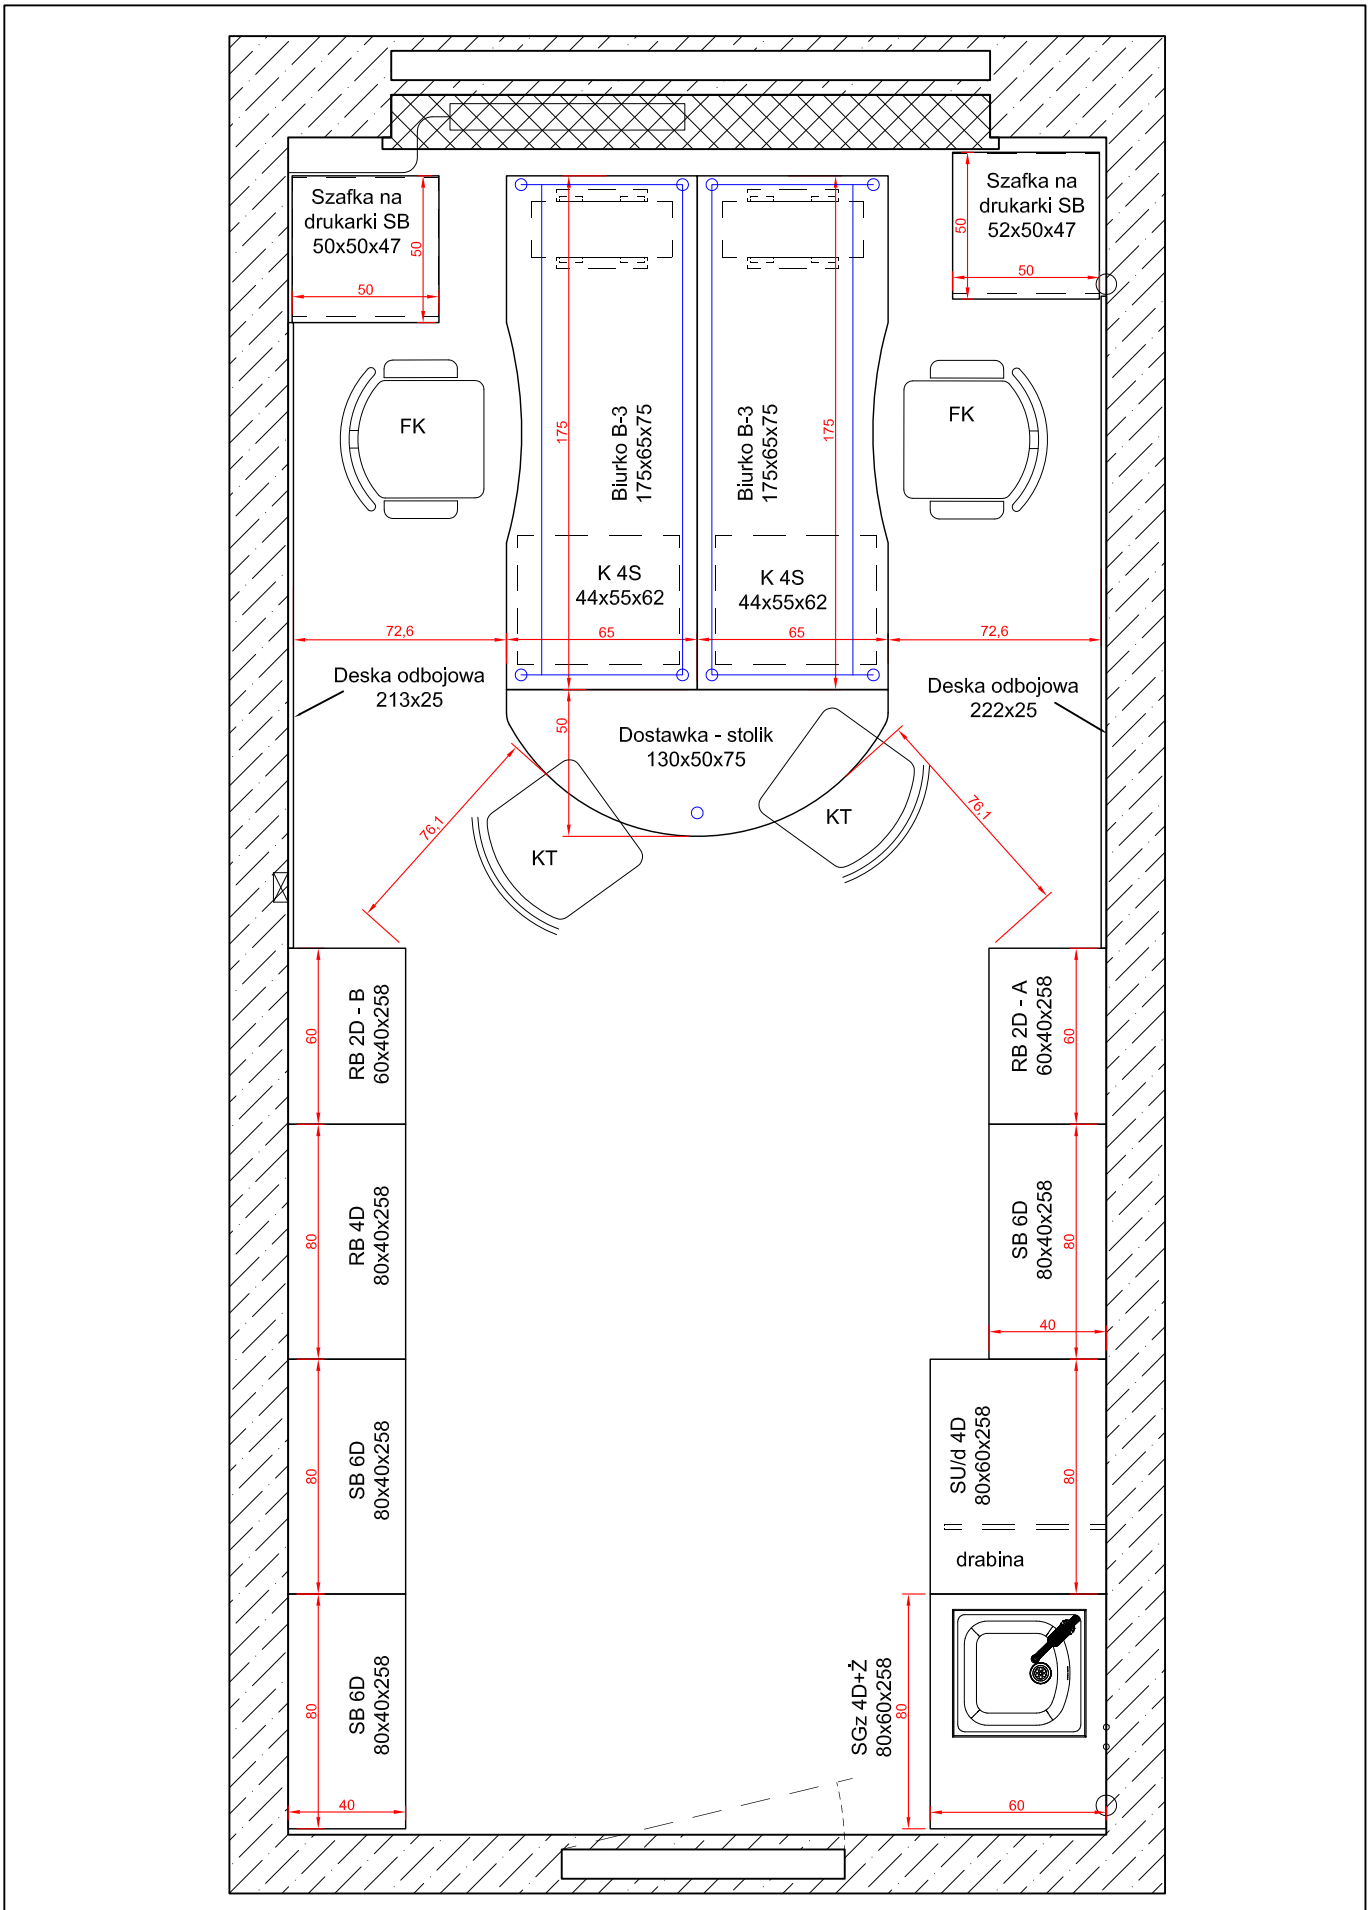 Szafka na
drukarki SB
50x50x47
50
50
Szafka na
drukarki SB
52x50x47
50
50
FK
FK
175
Biurko B-3
175x65x75
Biurko B-3
175x65x75
175
K 4S
44x55x62
K 4S
44x55x62
72,6
65
65
72,6
Deska odbojowa
213x25
Deska odbojowa
222x25
50
Dostawka - stolik
130x50x75
76,1
76,1
KT
KT
60
RB 2D - B
60x40x258
RB 2D - A
60x40x258
60
80
RB 4D
80x40x258
SB 6D
80x40x258
80
40
80
SB 6D
80x40x258
SU/d 4D
80x60x258
80
drabina
80
SB 6D
80x40x258
40
SGz 4D+Ż
80x60x258
80
60